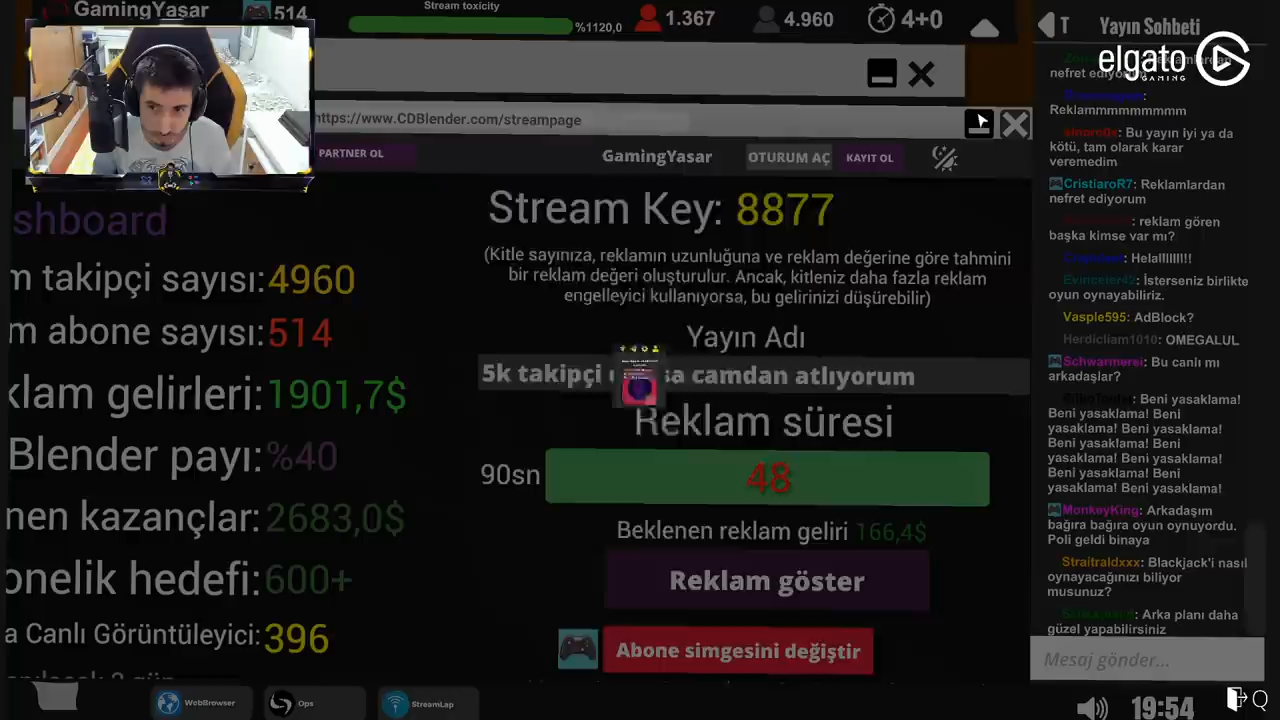 GamingYasar
514
Stream toxicity
%1120,0
1.367
4.960
4+0
T
Yayın Sohbeti
elgato
GAMING
https://www.CDBlender.com/streampage
PARTNER OL
GamingYasar
OTURUM AÇ
KAYIT OL
shboard
m takipçi sayısı:4960
m abone sayısı:514
klam gelirleri:1901,7$
Blender payı:%40
nen kazançlar:2683,0$
onelik hedefi:600+
a Canlı Görüntüleyici:396
Stream Key: 8877
(Kitle sayınıza, reklamın uzunluğuna ve reklam değerine göre tahmini
bir reklam değeri oluşturulur. Ancak, kitleniz daha fazla reklam
engelleyici kullanıyorsa, bu gelirinizi düşürebilir)
Yayın Adı
5k takipçi camdan atlıyorum
Reklam süresi
90sn
48
Beklenen reklam geliri 166,4$
Reklam göster
Abone simgesini değiştir
nefret ediyo
Reklammmmmmmm
Bu yayın iyi ya da
kötü, tam olarak karar
veremedim
CristiaroR7: Reklamlardan
nefret ediyorum
reklam gören
başka kimse var mı?
Helalllllll!!
Evinceler42: İsterseniz birlikte
oyun oynayabiliriz.
Vasple595: AdBlock?
Herdicliam1010: OMEGALUL
Schwarmerei: Bu canlı mı
arkadaşlar?
Beni yasaklama!
Beni yasaklama! Beni
yasaklama! Beni yasaklama!
Beni yasaklama! Beni
yasaklama! Beni yasaklama!
Beni yasaklama! Beni
yasaklama! Beni yasaklama!
MonkeyKing: Arkadaşım
bağıra bağıra oyun oynuyordu.
Poli geldi binaya
Straitraldxxx: Blackjack'i nasıl
oynayacağınızı biliyor
musunuz?
Arka planı daha
güzel yapabilirsiniz
Mesaj gönder...
WebBrowser
Ops
StreamLap
19:54
Q